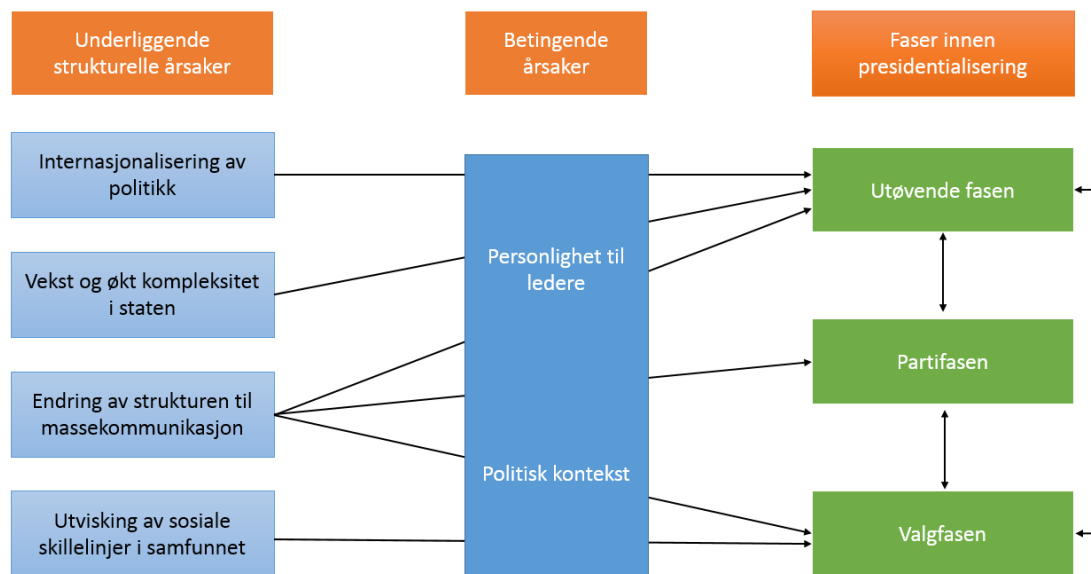 Underliggende
strukturelle årsaker
Betingende
årsaker
Faser innen
presidentialisering
Internasjonalisering av
politikk
Vekst og økt kompleksitet
i staten
Endring av strukturen til
massekommunikasjon
Utvisking av sosiale
skillelinjer i samfunnet
Personlighet til
ledere
Politisk kontekst
Utøvende fasen
Partifasen
Valgfasen